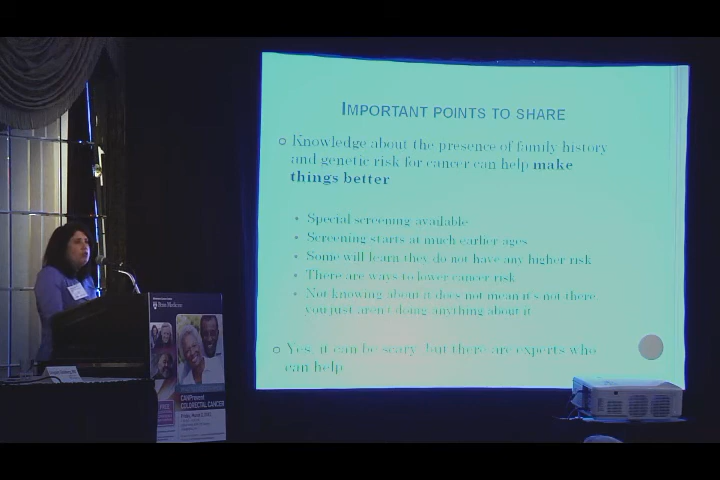 IMPORTANT POINTS TO SHARE
Knowledge about the presence of family history
and genetic risk for cancer can help make
things better
Special screening available
Screening starts at much earlier ages
Some will learn they do not have any higher risk
There are ways to lower cancer risk
Not knowing about it does not mean it's not there
you just aren't doing anything about it
Yes, it can be scary, but there are experts who
can help
Penn Medicine
CANPrevent
COLORECTAL CANCER